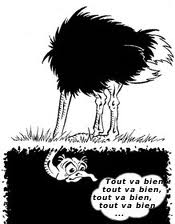 Tout va bien,
tout va bien,
tout va bien,
tout va bien
...